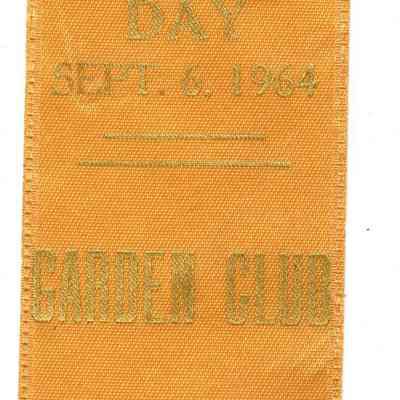 DAY
SEPT. 6. 1964
GARDEN CLUB